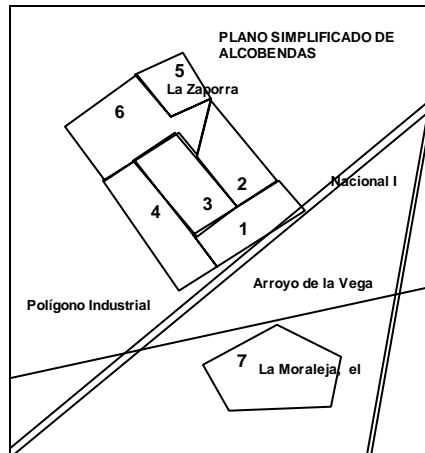 PLANO SIMPLIFICADO DE
ALCOBENDAS
5
La Zaporra
6
2
Nacional I
3
4
1
Arroyo de la Vega
Polígono Industrial
7
La Moraleja, el